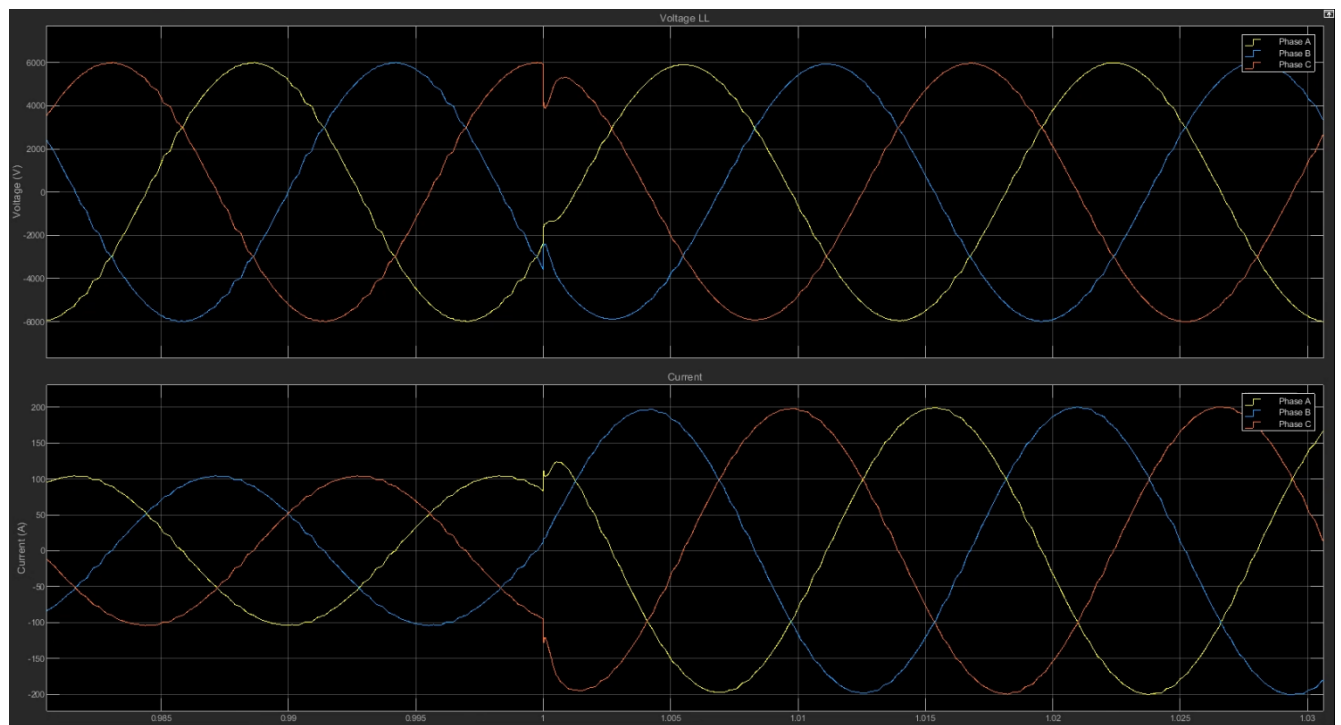 Voltage LL
Phase A
Phase B
Phase C
6000
4000
2000
0
-2000
-4000
-6000
Voltage (V)
Current
Phase A
Phase B
Phase C
200
150
100
50
0
-50
-100
-150
-200
Current (A)
0.985 0.99 0.995 1 1.005 1.01 1.015 1.02 1.025 1.03